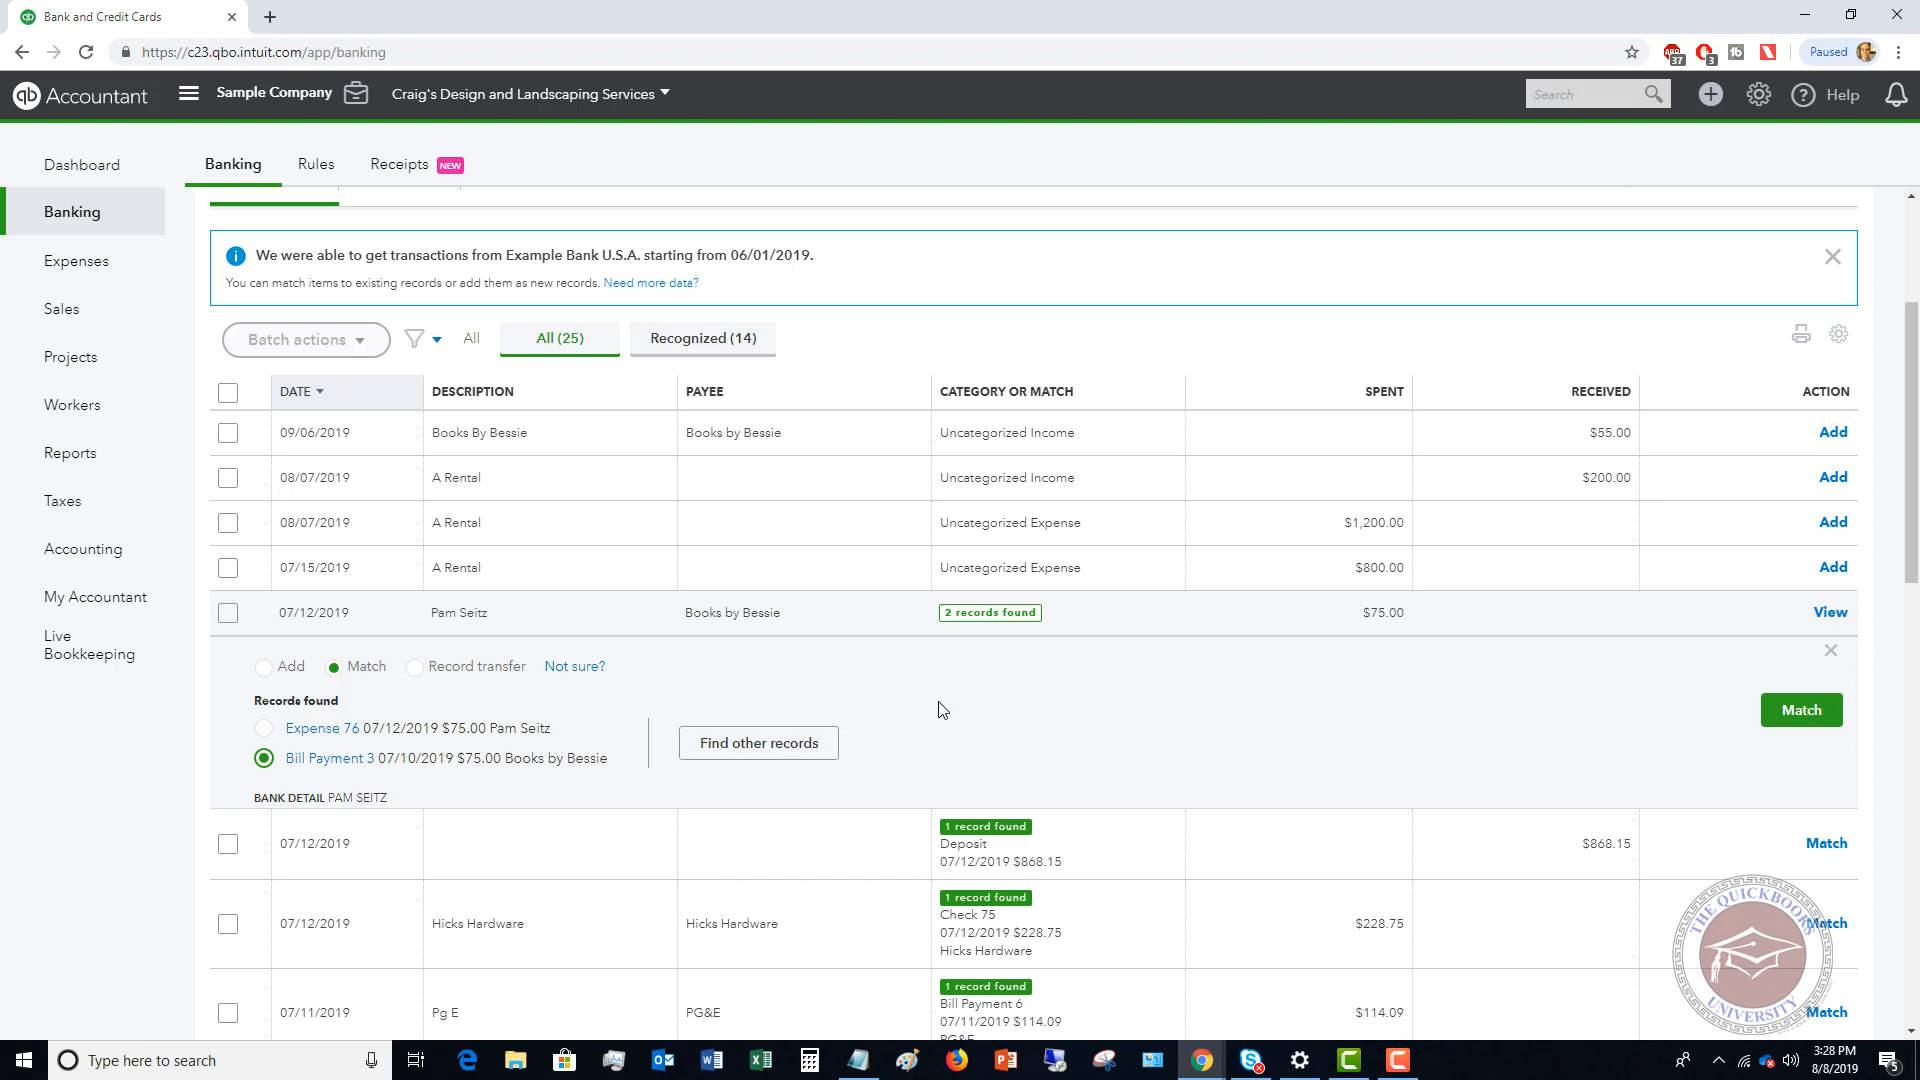 Bank and Credit Cards
https://c23.qbo.intuit.com/app/banking
37
3
Paused
qb Accountant
Sample Company
Craig's Design and Landscaping Services
Search
Help
Dashboard
Banking
Expenses
Sales
Projects
Workers
Reports
Taxes
Accounting
My Accountant
Live
Bookkeeping
Banking Rules Receipts NEW
We were able to get transactions from Example Bank U.S.A. starting from 06/01/2019.
You can match items to existing records or add them as new records. Need more data?
Batch actions All All (25) Recognized (14)
DATE DESCRIPTION PAYEE CATEGORY OR MATCH SPENT RECEIVED ACTION
09/06/2019 Books By Bessie Books by Bessie Uncategorized Income $55.00 Add
08/07/2019 A Rental Uncategorized Income $200.00 Add
08/07/2019 A Rental Uncategorized Expense $1,200.00 Add
07/15/2019 A Rental Uncategorized Expense $800.00 Add
07/12/2019 Pam Seitz Books by Bessie 2 records found $75.00 View
Add Match Record transfer Not sure?
Records found
Expense 76 07/12/2019 $75.00 Pam Seitz
Bill Payment 3 07/10/2019 $75.00 Books by Bessie
Find other records
Match
BANK DETAIL PAM SEITZ
1 record found
07/12/2019 Deposit $868.15 Match
07/12/2019 $868.15
1 record found
Check 75
07/12/2019 Hicks Hardware Hicks Hardware 07/12/2019 $228.75 $228.75 Match
Hicks Hardware
1 record found
Bill Payment 6
07/11/2019 Pg E PG&E 07/11/2019 $114.09 $114.09 Match
PG&E
THE QUICKBOOKS
UNIVERSITY
Type here to search
3:28 PM
8/8/2019
5